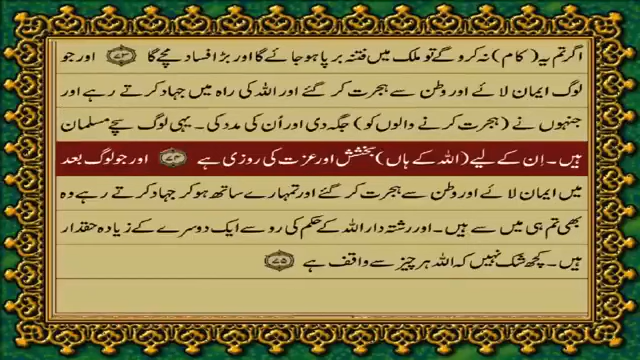 اگر تم یہ (کام) نہ کرو گے تو ملک میں فتنہ برپا ہو جائے گا اور بڑا فساد مچے گا ﴿۷۳﴾ اور جو
لوگ ایمان لائے اور وطن سے ہجرت کر گئے اور اللہ کی راہ میں جہاد کرتے رہے اور
جنہوں نے (ہجرت کرنے والوں کو) جگہ دی اور اُن کی مدد کی۔ یہی لوگ سچے مسلمان
ہیں۔ اِن کے لیے (اللہ کے ہاں) بخشش اور عزت کی روزی ہے ﴿۷۴﴾ اور جو لوگ بعد
میں ایمان لائے اور وطن سے ہجرت کر گئے اور تمہارے ساتھ ہو کر جہاد کرتے رہے وہ
بھی تم ہی میں سے ہیں۔ اور رشتہ دار اللہ کے حکم کی رو سے ایک دوسرے کے زیادہ حقدار
ہیں۔ کچھ شک نہیں کہ اللہ ہر چیز سے واقف ہے ﴿۷۵﴾